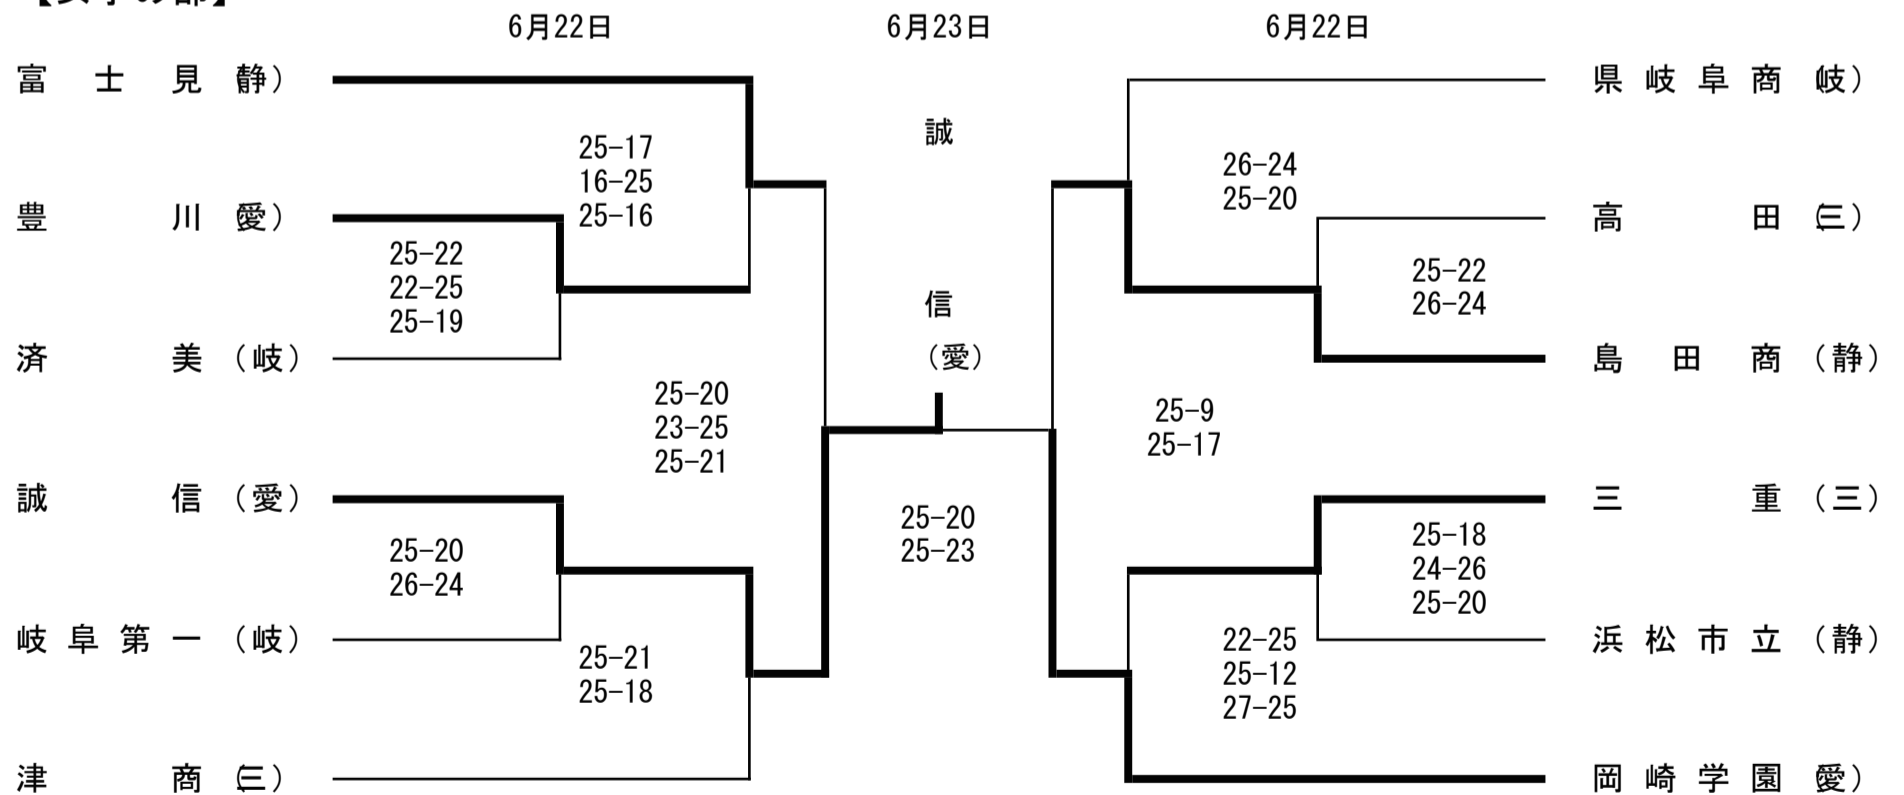 6月22日 6月23日 6月22日
富士見(静)
豊川(愛)
済美(岐)
誠信(愛)
岐阜第一(岐)
津商(三)
25-17
16-25
25-16
25-22
22-25
25-19
25-20
23-25
25-21
25-20
26-24
25-21
25-18
誠信
(愛)
25-20
25-23
26-24
25-20
25-22
26-24
25-9
25-17
25-18
24-26
25-20
22-25
25-12
27-25
県岐阜商(岐)
高田(三)
島田商(静)
三重(三)
浜松市立(静)
岡崎学園(愛)